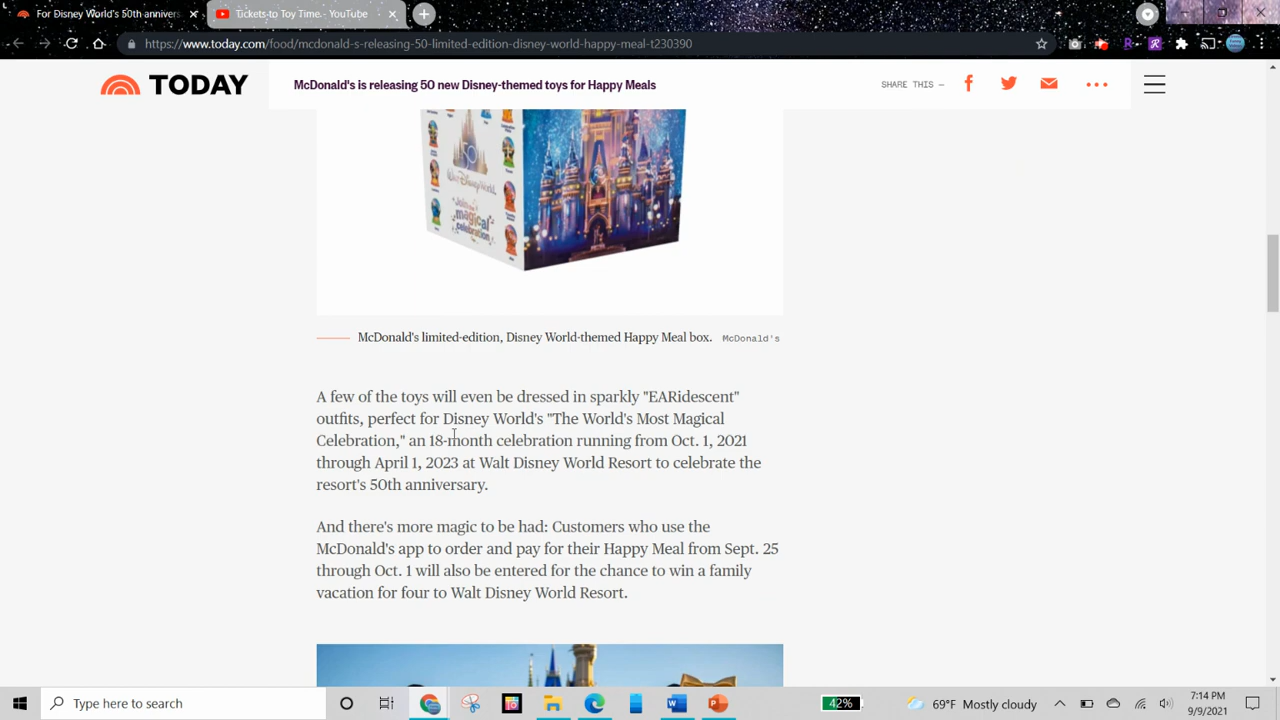 For Disney World's 50th annivers
Tickets to Toy Time - YouTube
https://www.today.com/food/mcdonald-s-releasing-50-limited-edition-disney-world-happy-meal-t230390
TODAY
McDonald's is releasing 50 new Disney-themed toys for Happy Meals
SHARE THIS —
50
Walt Disney World
Join our
magical
celebration
McDonald's limited-edition, Disney World-themed Happy Meal box. McDonald's
A few of the toys will even be dressed in sparkly "EARidescent"
outfits, perfect for Disney World's "The World's Most Magical
Celebration," an 18-month celebration running from Oct. 1, 2021
through April 1, 2023 at Walt Disney World Resort to celebrate the
resort's 50th anniversary.
And there's more magic to be had: Customers who use the
McDonald's app to order and pay for their Happy Meal from Sept. 25
through Oct. 1 will also be entered for the chance to win a family
vacation for four to Walt Disney World Resort.
Type here to search
42%
69°F Mostly cloudy
7:14 PM
9/9/2021